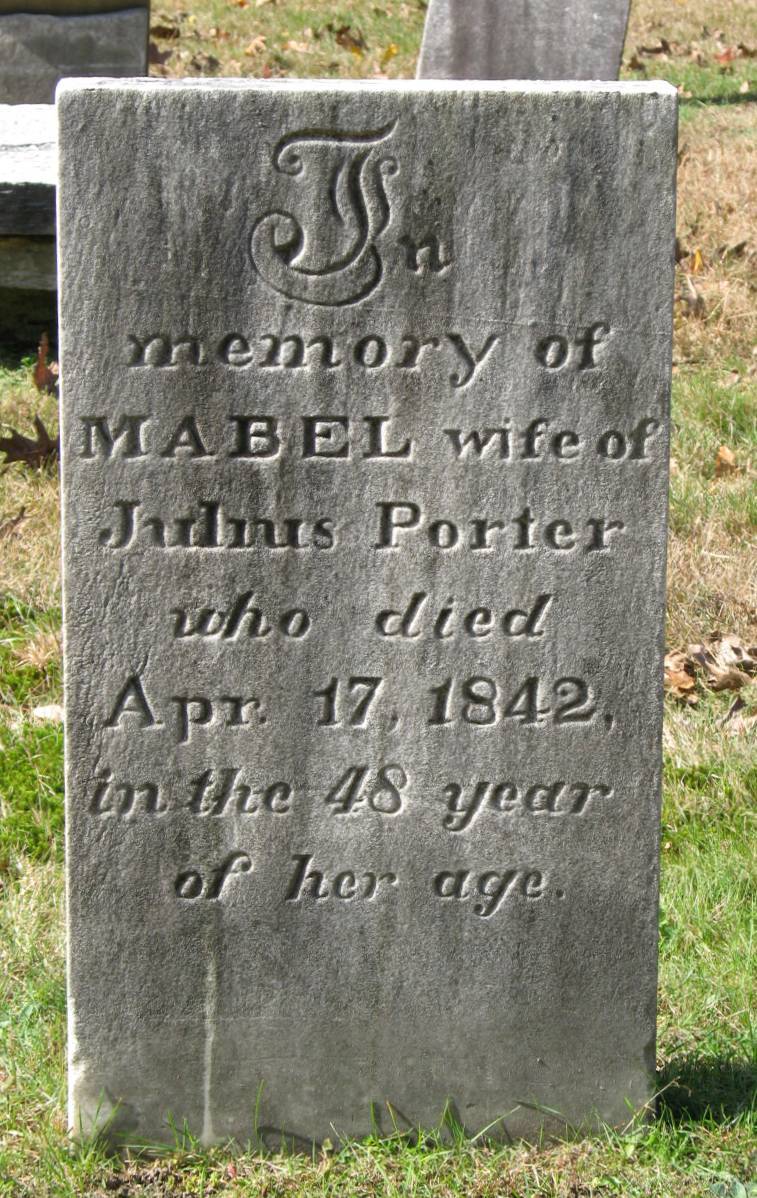 In
memory of
MABEL wife of
Julius Porter
who died
Apr. 17, 1842,
in the 48 year
of her age.